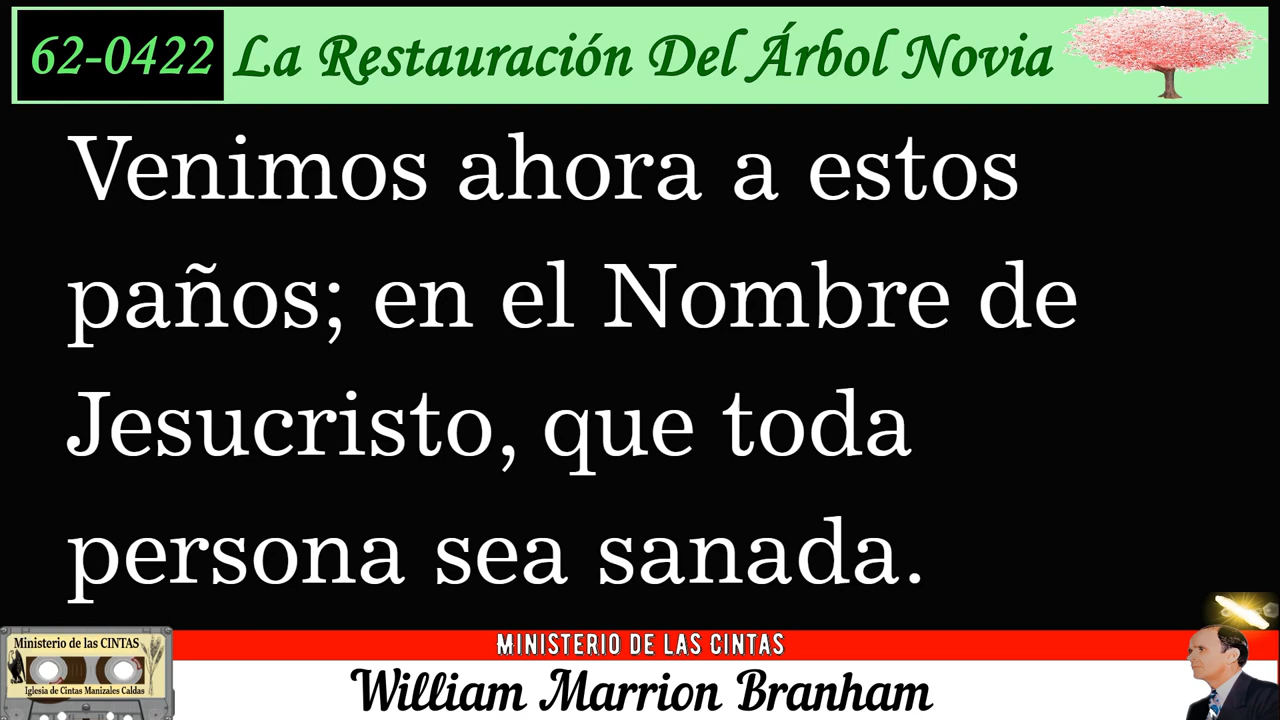 62-0422 La Restauración Del Árbol Novia
Venimos ahora a estos
paños; en el Nombre de
Jesucristo, que toda
persona sea sanada.
Ministerio de las CINTAS
Iglesia de Cintas Manizales Caldas
MINISTERIO DE LAS CINTAS
William Marrion Branham